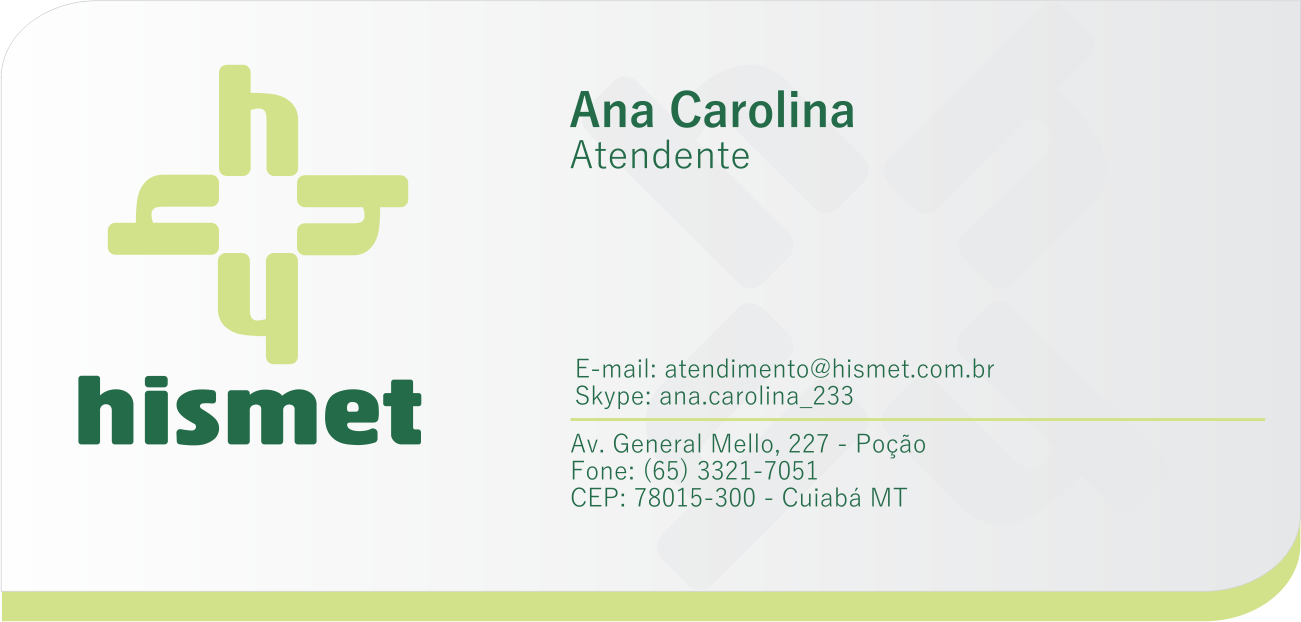 hismet
Ana Carolina
Atendente
E-mail: atendimento@hismet.com.br
Skype: ana.carolina_233
Av. General Mello, 227 - Poção
Fone: (65) 3321-7051
CEP: 78015-300 - Cuiabá MT